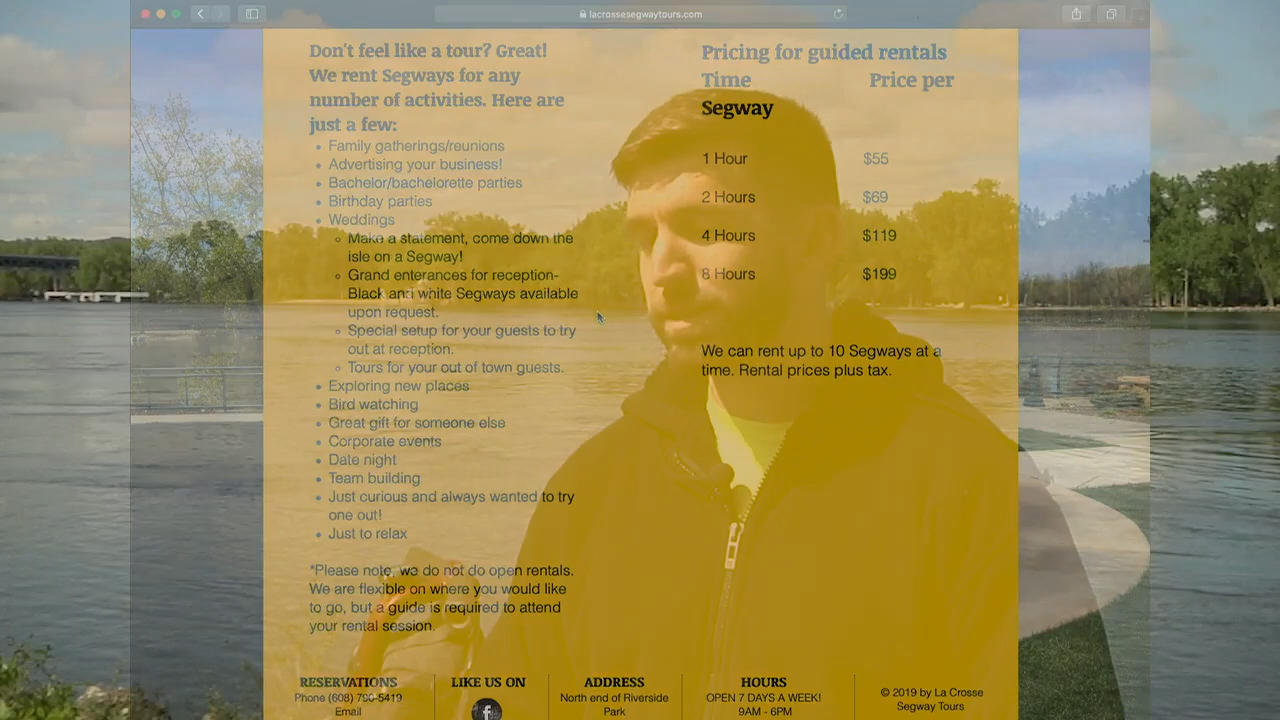 lacrossesegwaytours.com
Don't feel like a tour? Great!
We rent Segways for any
number of activities. Here are
just a few:
Family gatherings/reunions
Advertising your business!
Bachelor/bachelorette parties
Birthday parties
Weddings
Make a statement, come down the
isle on a Segway!
Grand enterances for reception-
Black and white Segways available
upon request.
Special setup for your guests to try
out at reception.
Tours for your out of town guests.
Exploring new places
Bird watching
Great gift for someone else
Corporate events
Date night
Team building
Just curious and always wanted to try
one out!
Just to relax
*Please note, we do not do open rentals.
We are flexible on where you would like
to go, but a guide is required to attend
your rental session.
Pricing for guided rentals
Time Price per
Segway
1 Hour $55
2 Hours $69
4 Hours $119
8 Hours $199
We can rent up to 10 Segways at a
time. Rental prices plus tax.
RESERVATIONS
Phone (608) 790-5419
Email
LIKE US ON
f
ADDRESS
North end of Riverside
Park
HOURS
OPEN 7 DAYS A WEEK!
9AM - 6PM
© 2019 by La Crosse
Segway Tours